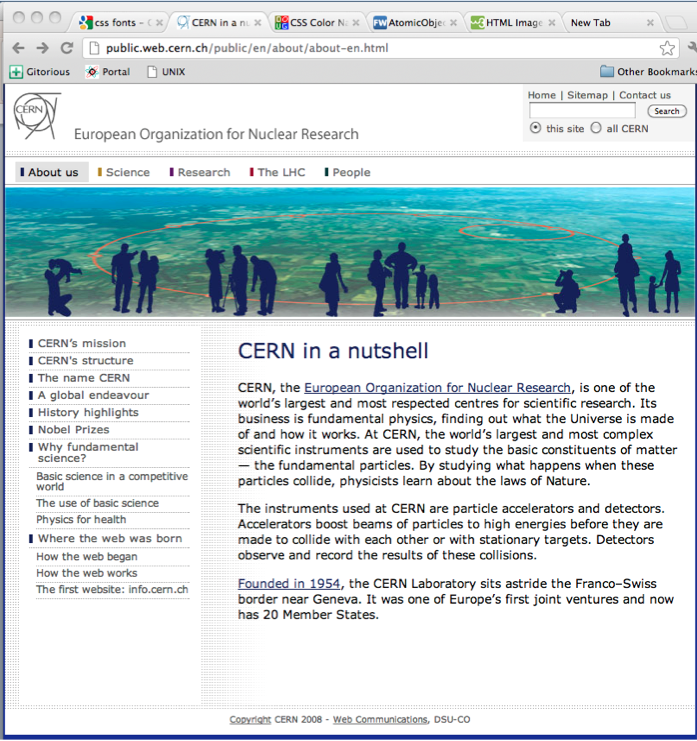 css fonts – C
CERN in a nu
CSS Color Na
AtomicObjec
HTML Image
New Tab
public.web.cern.ch/public/en/about/about-en.html
Gitorious
Portal
UNIX
Other Bookmarks
CERN
European Organization for Nuclear Research
Home | Sitemap | Contact us
Search
this site all CERN
About us
Science
Research
The LHC
People
CERN's mission
CERN's structure
The name CERN
A global endeavour
History highlights
Nobel Prizes
Why fundamental
science?
Basic science in a competitive
world
The use of basic science
Physics for health
Where the web was born
How the web began
How the web works
The first website: info.cern.ch
CERN in a nutshell
CERN, the European Organization for Nuclear Research, is one of the
world's largest and most respected centres for scientific research. Its
business is fundamental physics, finding out what the Universe is made
of and how it works. At CERN, the world's largest and most complex
scientific instruments are used to study the basic constituents of matter
— the fundamental particles. By studying what happens when these
particles collide, physicists learn about the laws of Nature.
The instruments used at CERN are particle accelerators and detectors.
Accelerators boost beams of particles to high energies before they are
made to collide with each other or with stationary targets. Detectors
observe and record the results of these collisions.
Founded in 1954, the CERN Laboratory sits astride the Franco–Swiss
border near Geneva. It was one of Europe's first joint ventures and now
has 20 Member States.
Copyright CERN 2008 - Web Communications, DSU-CO